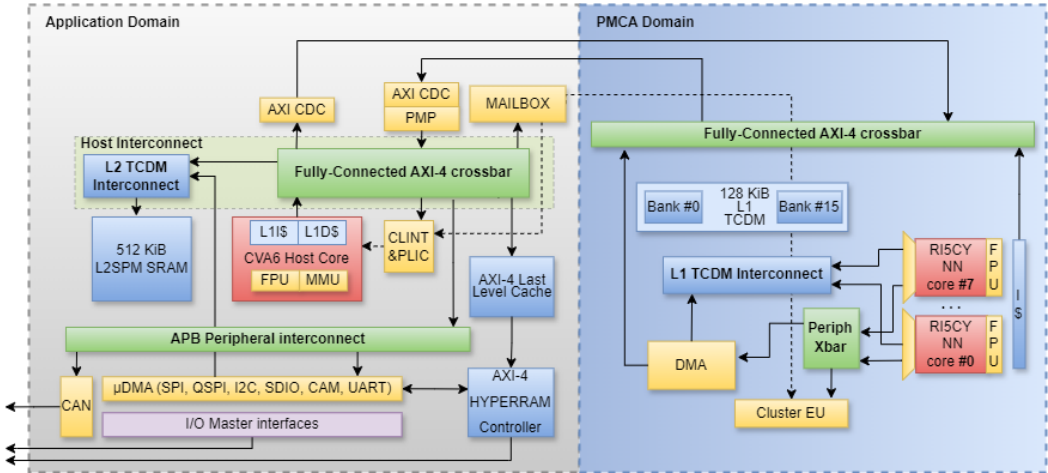 Application Domain
PMCA Domain
AXI CDC
AXI CDC
PMP
MAILBOX
Fully-Connected AXI-4 crossbar
Host Interconnect
L2 TCDM
Interconnect
Fully-Connected AXI-4 crossbar
Bank #0
128 KiB
L1
TCDM
Bank #15
512 KiB
L2SPM SRAM
L1I$
L1D$
CVA6 Host Core
FPU
MMU
CLINT
&PLIC
AXI-4 Last
Level Cache
L1 TCDM Interconnect
RI5CY
NN
core #7
F
P
U
...
RI5CY
NN
core #0
F
P
U
I
$
Periph
Xbar
DMA
Cluster EU
APB Peripheral interconnect
CAN
µDMA (SPI, QSPI, I2C, SDIO, CAM, UART)
I/O Master interfaces
AXI-4
HYPERRAM
Controller